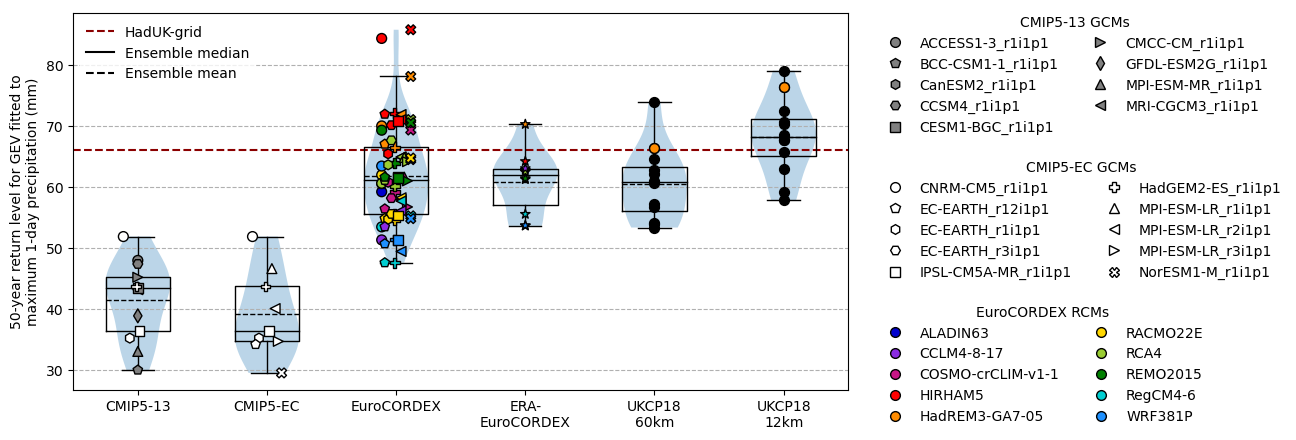 50-year return level for GEV fitted to
maximum 1-day precipitation (mm)
80
70
60
50
40
30
HadUK-grid
Ensemble median
Ensemble mean
CMIP5-13
CMIP5-EC
EuroCORDEX
ERA-
EuroCORDEX
UKCP18
60km
UKCP18
12km
CMIP5-13 GCMs
ACCESS1-3_r1i1p1
BCC-CSM1-1_r1i1p1
CanESM2_r1i1p1
CCSM4_r1i1p1
CESM1-BGC_r1i1p1
CMCC-CM_r1i1p1
GFDL-ESM2G_r1i1p1
MPI-ESM-MR_r1i1p1
MRI-CGCM3_r1i1p1
CMIP5-EC GCMs
CNRM-CM5_r1i1p1
EC-EARTH_r12i1p1
EC-EARTH_r1i1p1
EC-EARTH_r3i1p1
IPSL-CM5A-MR_r1i1p1
HadGEM2-ES_r1i1p1
MPI-ESM-LR_r1i1p1
MPI-ESM-LR_r2i1p1
MPI-ESM-LR_r3i1p1
NorESM1-M_r1i1p1
EuroCORDEX RCMs
ALADIN63
CCLM4-8-17
COSMO-crCLIM-v1-1
HIRHAM5
HadREM3-GA7-05
RACMO22E
RCA4
REMO2015
RegCM4-6
WRF381P